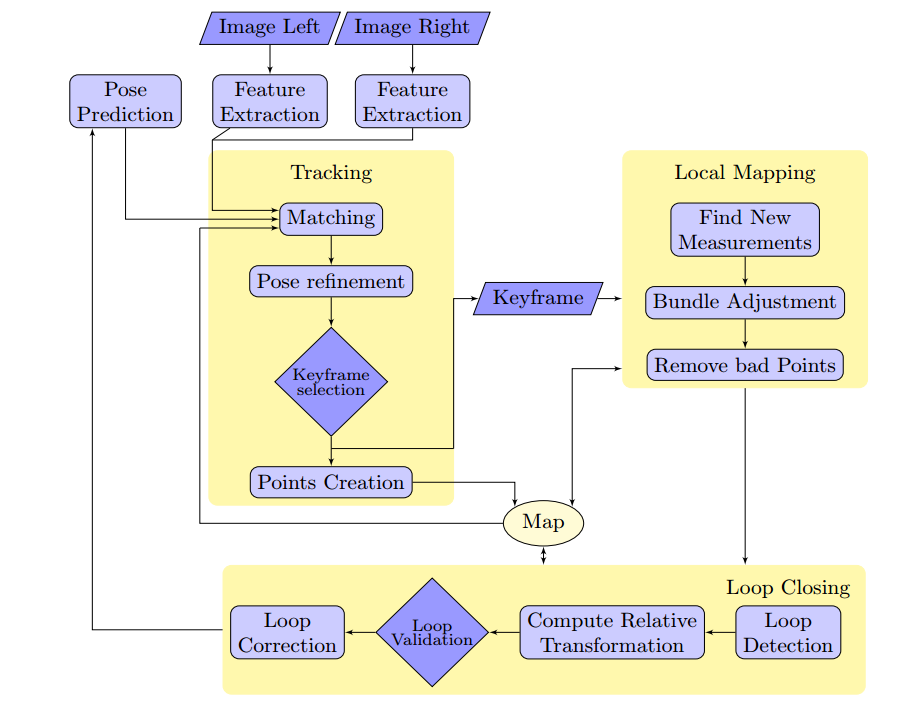 Image Left
Image Right
Pose
Prediction
Feature
Extraction
Feature
Extraction
Tracking
Matching
Pose refinement
Keyframe
selection
Points Creation
Keyframe
Local Mapping
Find New
Measurements
Bundle Adjustment
Remove bad Points
Map
Loop Closing
Loop
Correction
Loop
Validation
Compute Relative
Transformation
Loop
Detection